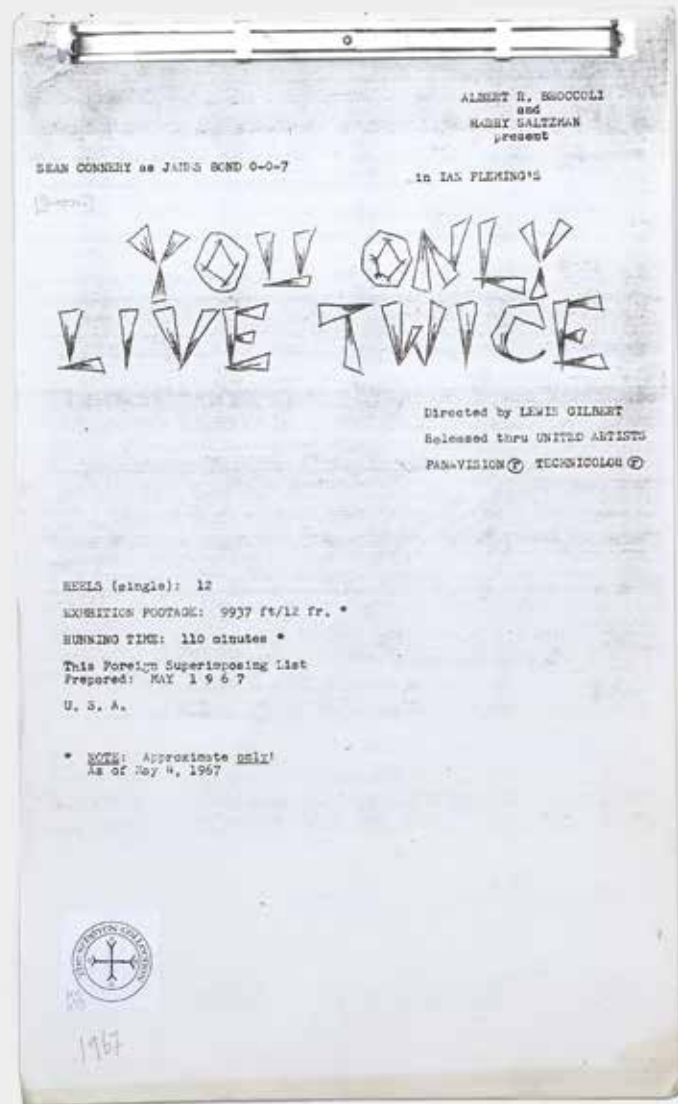 ALBERT R. BROCCOLI
and
HARRY SALTZMAN
present
SEAN CONNERY as JAMES BOND 0-0-7
in IAN FLEMING'S
YOU ONLY
LIVE TWICE
Directed by LEWIS GILBERT
Released thru UNITED ARTISTS
PANAVISION Ⓡ TECHNICOLOR Ⓡ
REELS (single): 12
EXHIBITION FOOTAGE: 9937 ft/12 fr. *
RUNNING TIME: 110 minutes *
This Foreign Superimposing List
Prepared: MAY 1 9 6 7
U. S. A.
* NOTE: Approximate only!
As of May 4, 1967
COLLECTION
1967